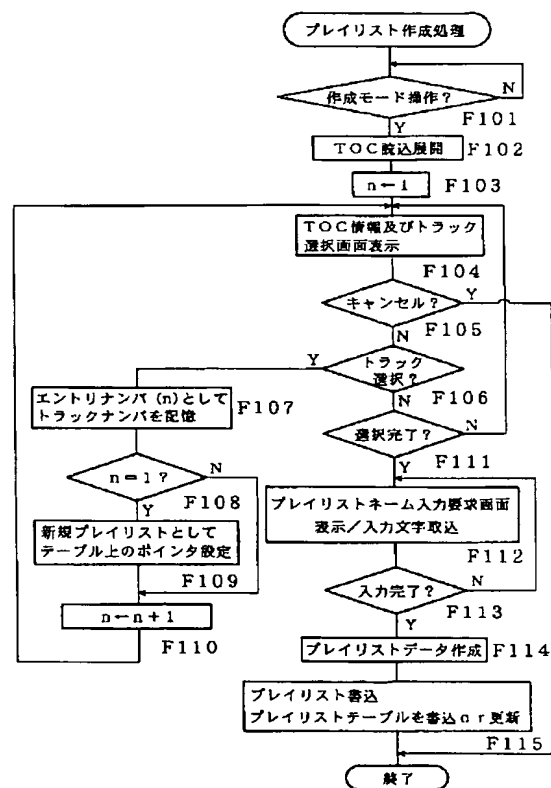 プレイリスト作成処理
N
作成モード操作?
F101
Y
TOC読込展開
F102
n←1
F103
TOC情報及びトラック
選択画面表示
F104
キャンセル?
Y
F105
N
トラック
選択?
Y
F106
N
エントリナンバ(n)として
トラックナンバを記憶
F107
選択完了?
N
F111
Y
n=1?
N
F108
Y
新規プレイリストとして
テーブル上のポインタ設定
F109
n←n+1
F110
プレイリストネーム入力要求画面
表示/入力文字取込
F112
入力完了?
N
F113
Y
プレイリストデータ作成
F114
プレイリスト書込
プレイリストテーブルを書込or更新
F115
終了